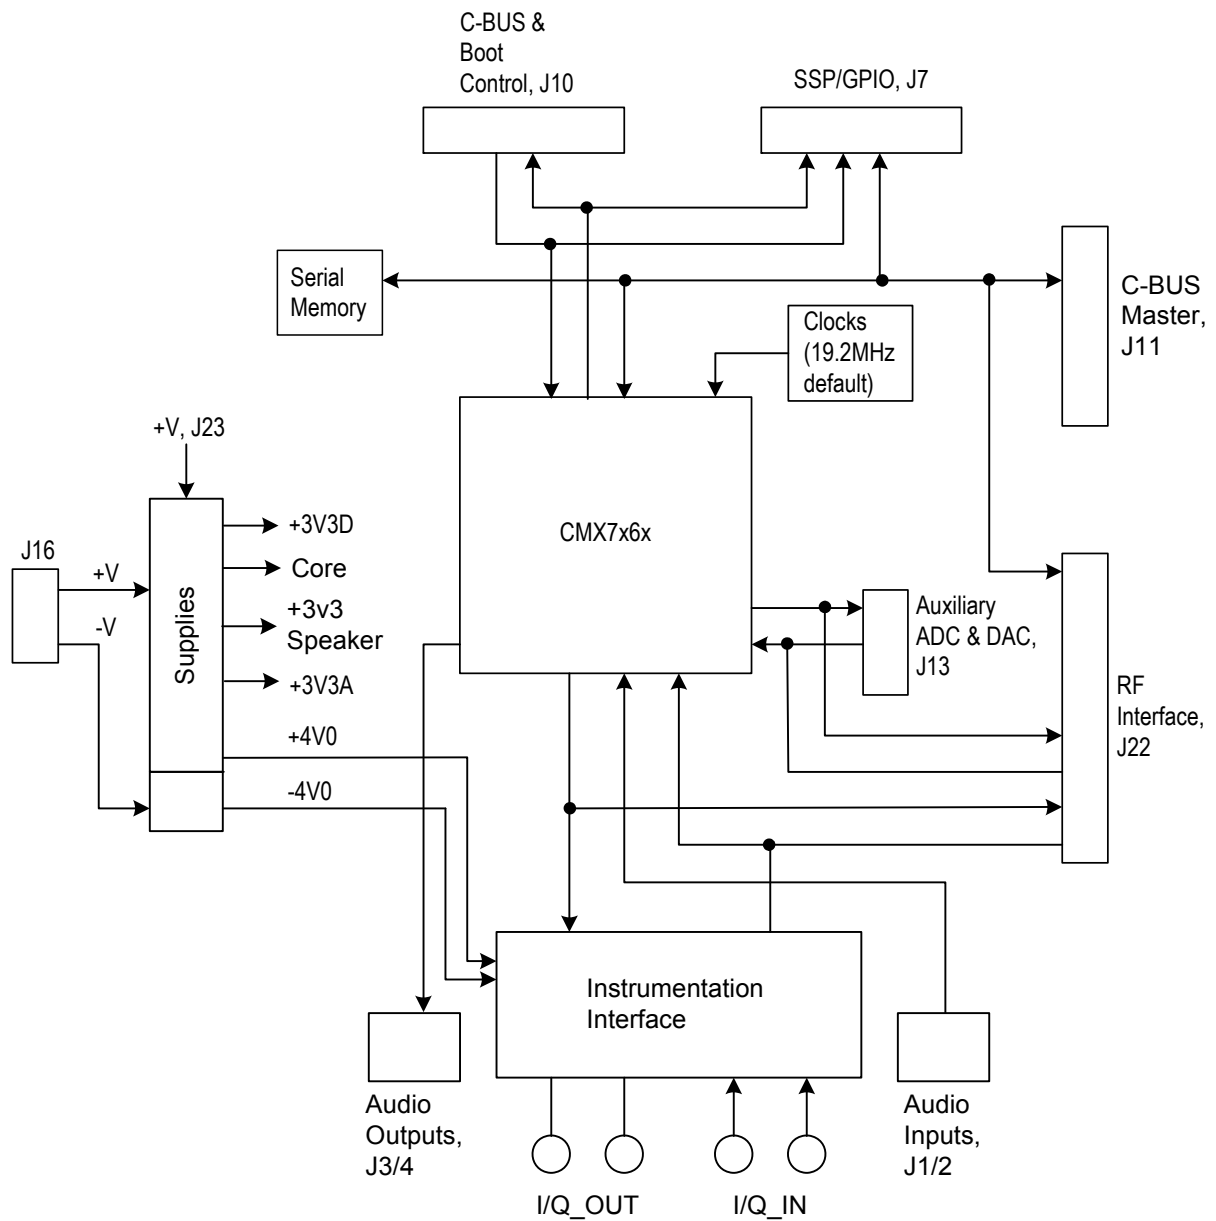 C-BUS &
Boot
Control, J10
SSP/GPIO, J7
Serial
Memory
C-BUS
Master,
J11
Clocks
(19.2MHz
default)
+V, J23
CMX7x6x
+3V3D
J16
+V
Core
Supplies
+3v3
Speaker
-V
Auxiliary
ADC & DAC,
J13
+3V3A
RF
Interface,
J22
+4V0
-4V0
Instrumentation
Interface
Audio
Outputs,
J3/4
Audio
Inputs,
J1/2
I/Q_OUT
I/Q_IN